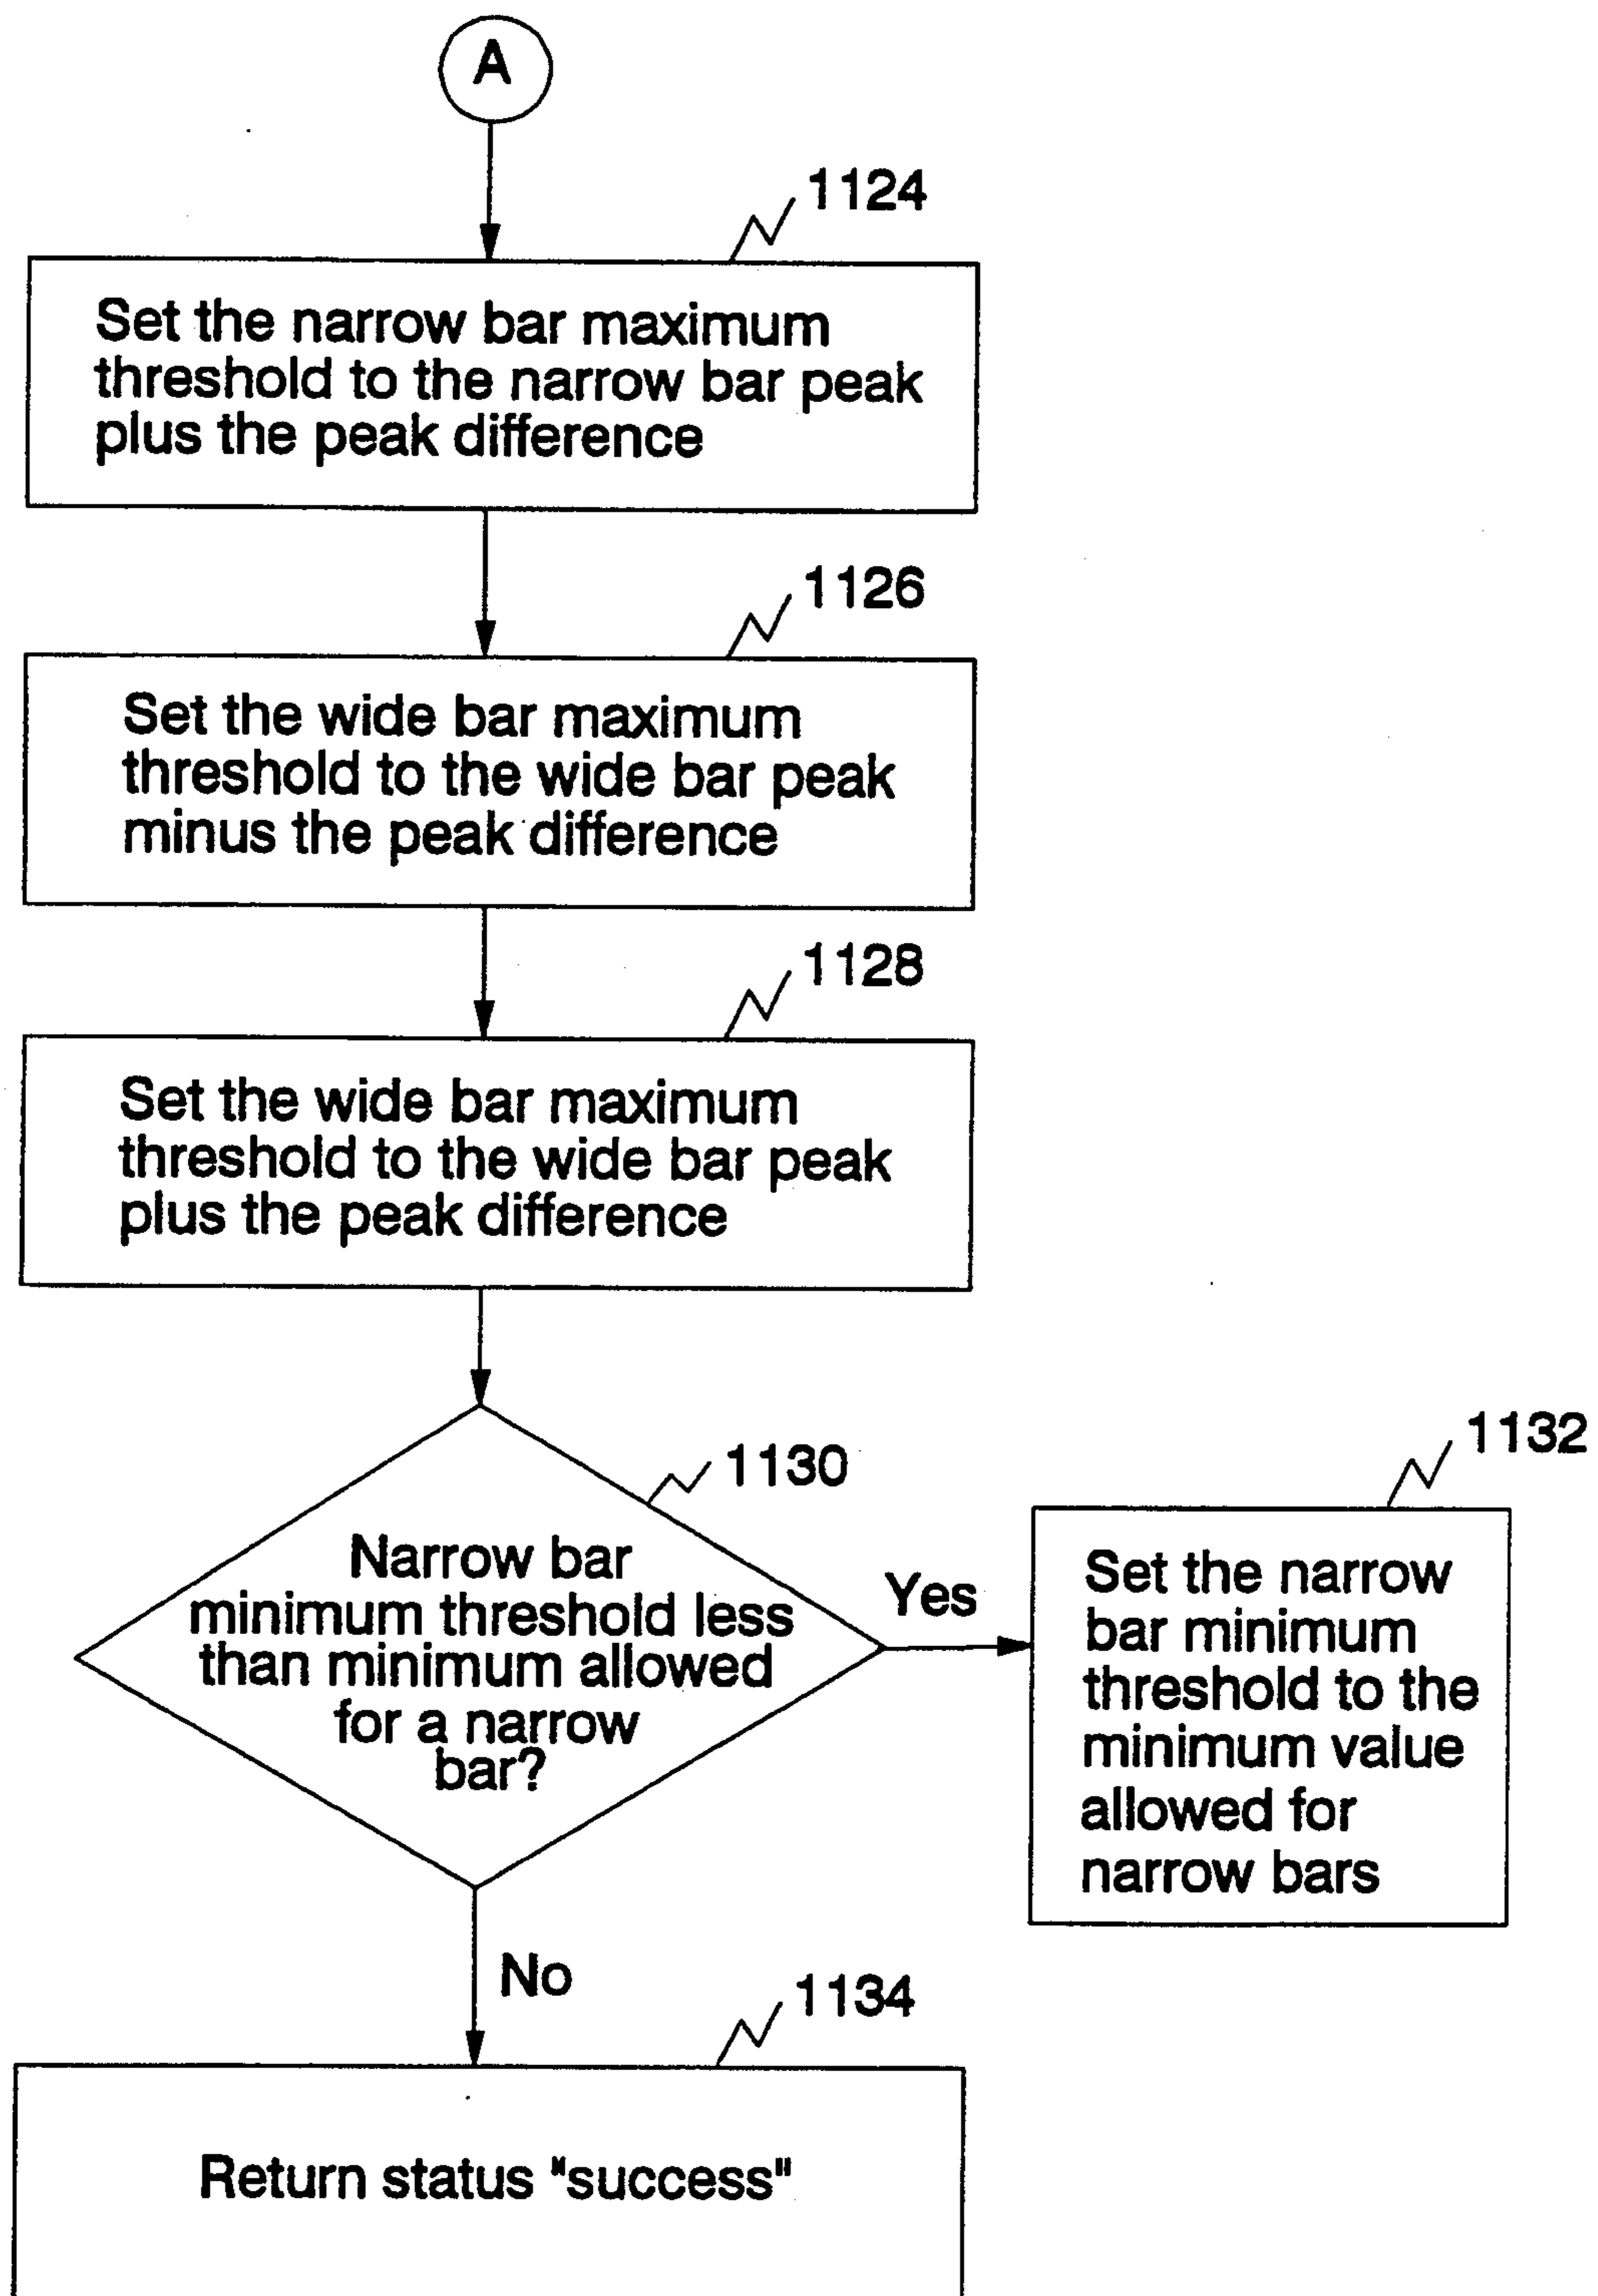 A
1124
Set the narrow bar maximum
threshold to the narrow bar peak
plus the peak difference
1126
Set the wide bar maximum
threshold to the wide bar peak
minus the peak difference
1128
Set the wide bar maximum
threshold to the wide bar peak
plus the peak difference
1130
Narrow bar
minimum threshold less
than minimum allowed
for a narrow
bar?
Yes
1132
Set the narrow
bar minimum
threshold to the
minimum value
allowed for
narrow bars
No
1134
Return status "success"